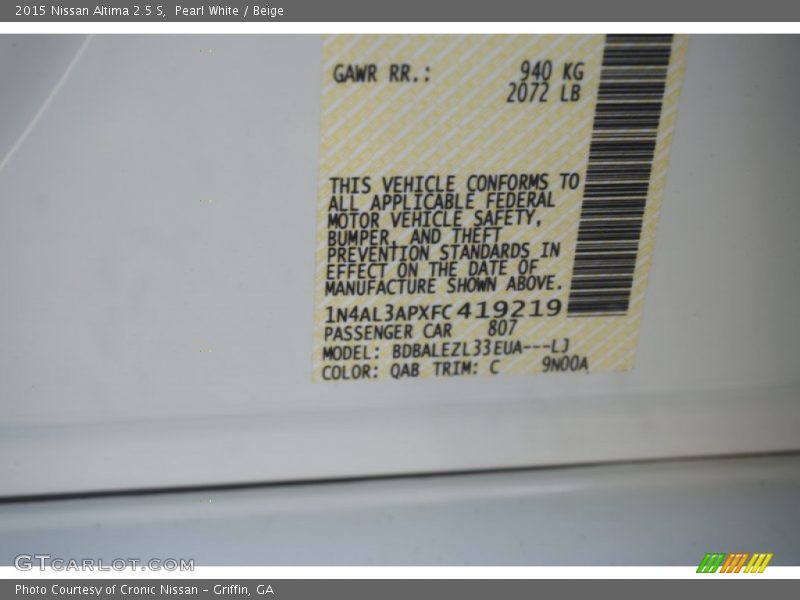 2015 Nissan Altima 2.5 S, Pearl White / Beige
GAWR RR.: 940 KG
2072 LB
THIS VEHICLE CONFORMS TO
ALL APPLICABLE FEDERAL
MOTOR VEHICLE SAFETY,
BUMPER, AND THEFT
PREVENTION STANDARDS IN
EFFECT ON THE DATE OF
MANUFACTURE SHOWN ABOVE.
1N4AL3APXFC419219
PASSENGER CAR 807
MODEL: BDBALEZL33EUA---LJ
COLOR: QAB TRIM: C 9N00A
GTCARLOT.COM
Photo Courtesy of Cronic Nissan - Griffin, GA